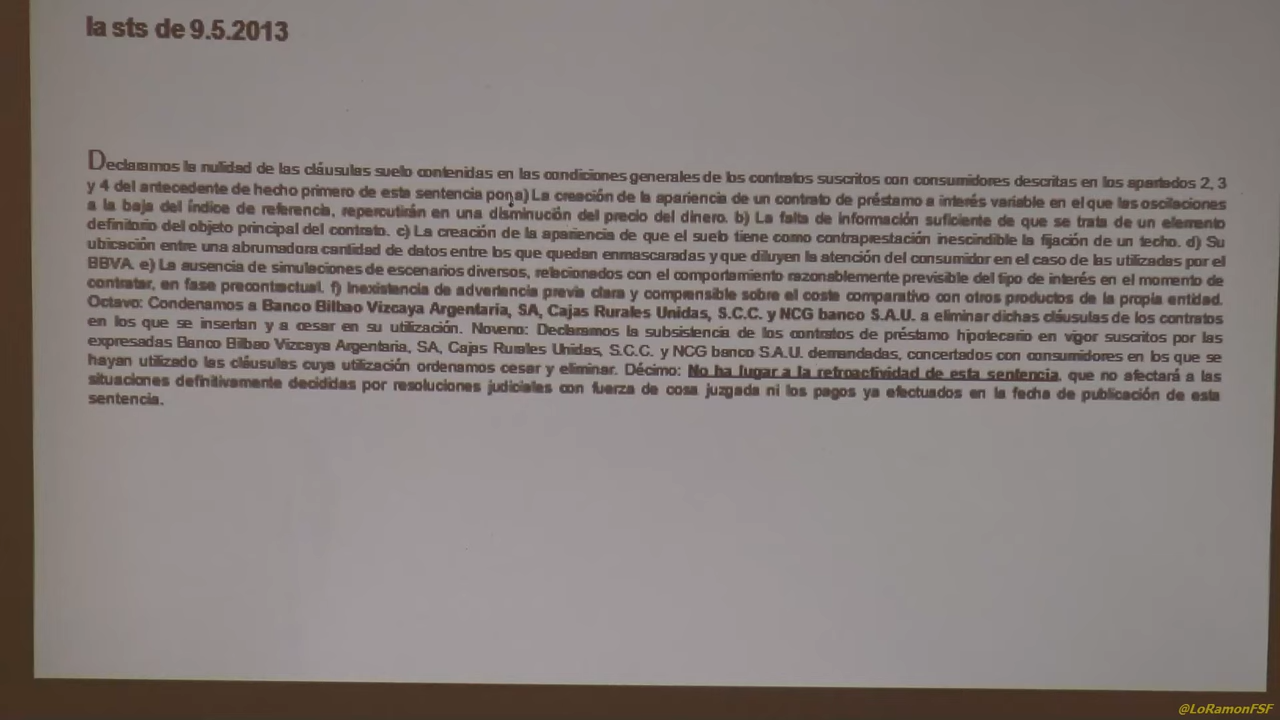 la sts de 9.5.2013
Declaramos la nulidad de las cláusulas suelo contenidas en las condiciones generales de los contratos suscritos con consumidores descritas en los apartados 2, 3
y 4 del antecedente de hecho primero de esta sentencia por a) La creación de la apariencia de un contrato de préstamo a interés variable en el que las oscilaciones
a la baja del índice de referencia, repercutirán en una disminución del precio del dinero. b) La falta de información suficiente de que se trata de un elemento
definitorio del objeto principal del contrato. c) La creación de la apariencia de que el suelo tiene como contraprestación inescindible la fijación de un techo. d) Su
ubicación entre una abrumadora cantidad de datos entre los que quedan enmascaradas y que diluyen la atención del consumidor en el caso de las utilizadas por el
BBVA. e) La ausencia de simulaciones de escenarios diversos, relacionados con el comportamiento razonablemente previsible del tipo de interés en el momento de
contratar, en fase precontractual. f) Inexistencia de advertencia previa clara y comprensible sobre el coste comparativo con otros productos de la propia entidad.
Octavo: Condenamos a Banco Bilbao Vizcaya Argentaria, SA, Cajas Rurales Unidas, S.C.C. y NCG banco S.A.U. a eliminar dichas cláusulas de los contratos
en los que se insertan y a cesar en su utilización. Noveno: Declaramos la subsistencia de los contratos de préstamo hipotecario en vigor suscritos por las
expresadas Banco Bilbao Vizcaya Argentaria, SA, Cajas Rurales Unidas, S.C.C. y NCG banco S.A.U. demandadas, concertados con consumidores en los que se
hayan utilizado las cláusulas cuya utilización ordenamos cesar y eliminar. Décimo: No ha lugar a la retroactividad de esta sentencia, que no afectará a las
situaciones definitivamente decididas por resoluciones judiciales con fuerza de cosa juzgada ni los pagos ya efectuados en la fecha de publicación de esta
sentencia.
@LoRamonFSF